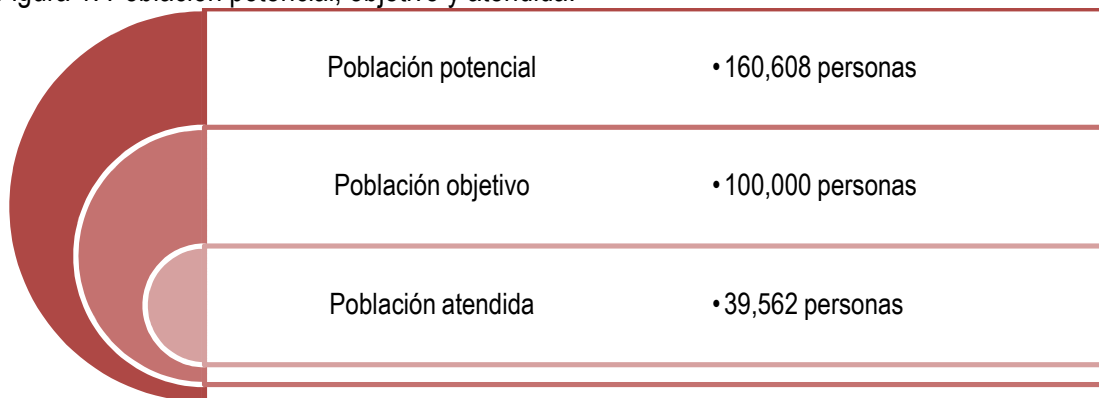 Población potencial • 160,608 personas
Población objetivo • 100,000 personas
Población atendida • 39,562 personas